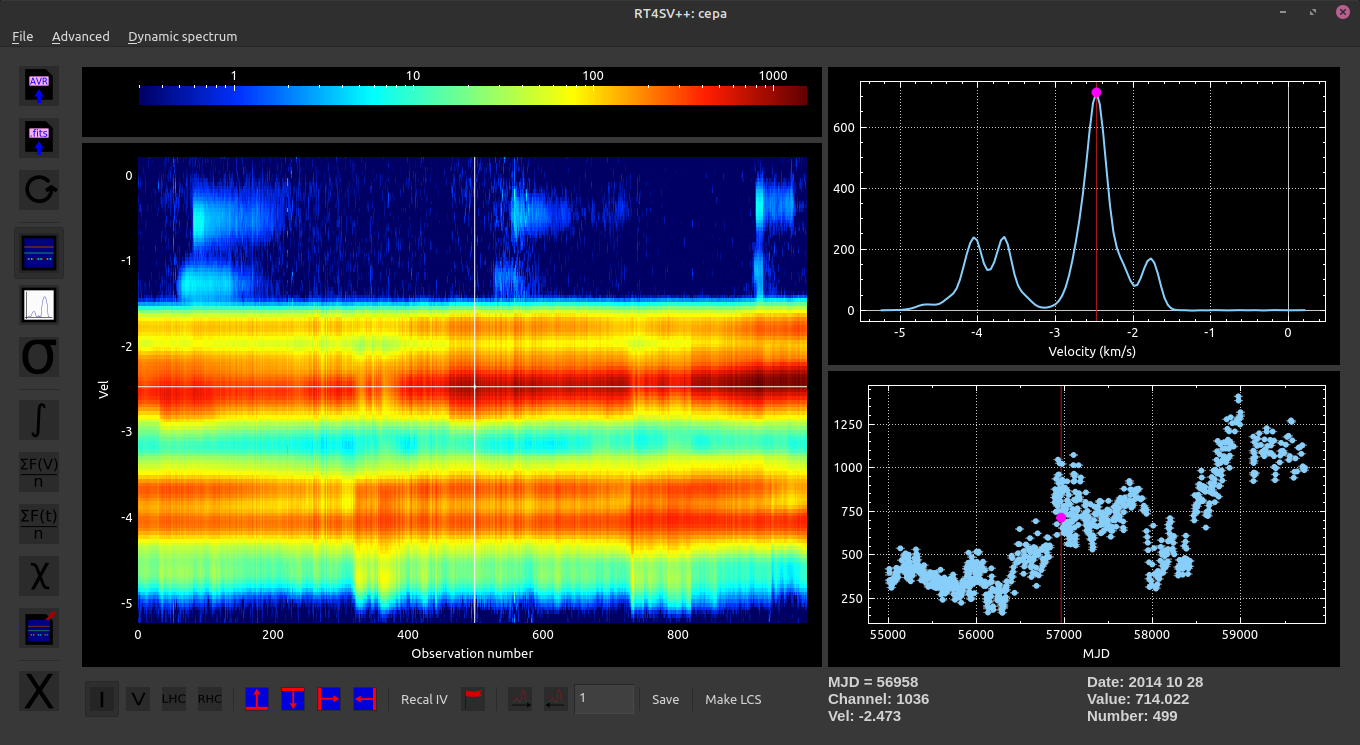 RT4SV++: cepa
File Advanced Dynamic spectrum
AVR
.fits
σ
∫
ΣF(V)
n
ΣF(t)
n
χ
X
1 10 100 1000
0
-1
-2
-3
-4
-5
Vel
0 200 400 600 800
Observation number
600
400
200
0
-5 -4 -3 -2 -1 0
Velocity (km/s)
1250
1000
750
500
250
55000 56000 57000 58000 59000
MJD
I V LHC RHC Recal IV 1 Save Make LCS
MJD = 56958 Date: 2014 10 28
Channel: 1036 Value: 714.022
Vel: -2.473 Number: 499